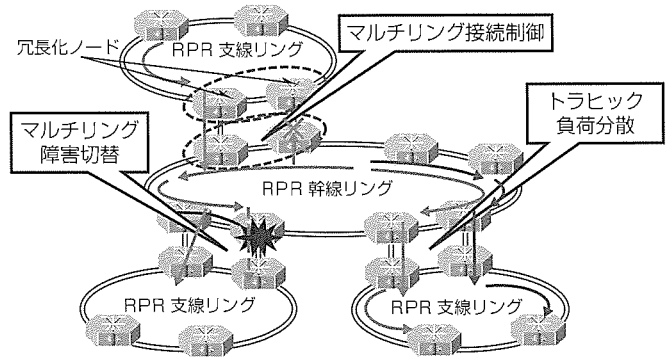 冗長化ノード
RPR 支線リング
マルチリング接続制御
トラヒック
負荷分散
マルチリング
障害切替
RPR 幹線リング
RPR 支線リング
RPR 支線リング